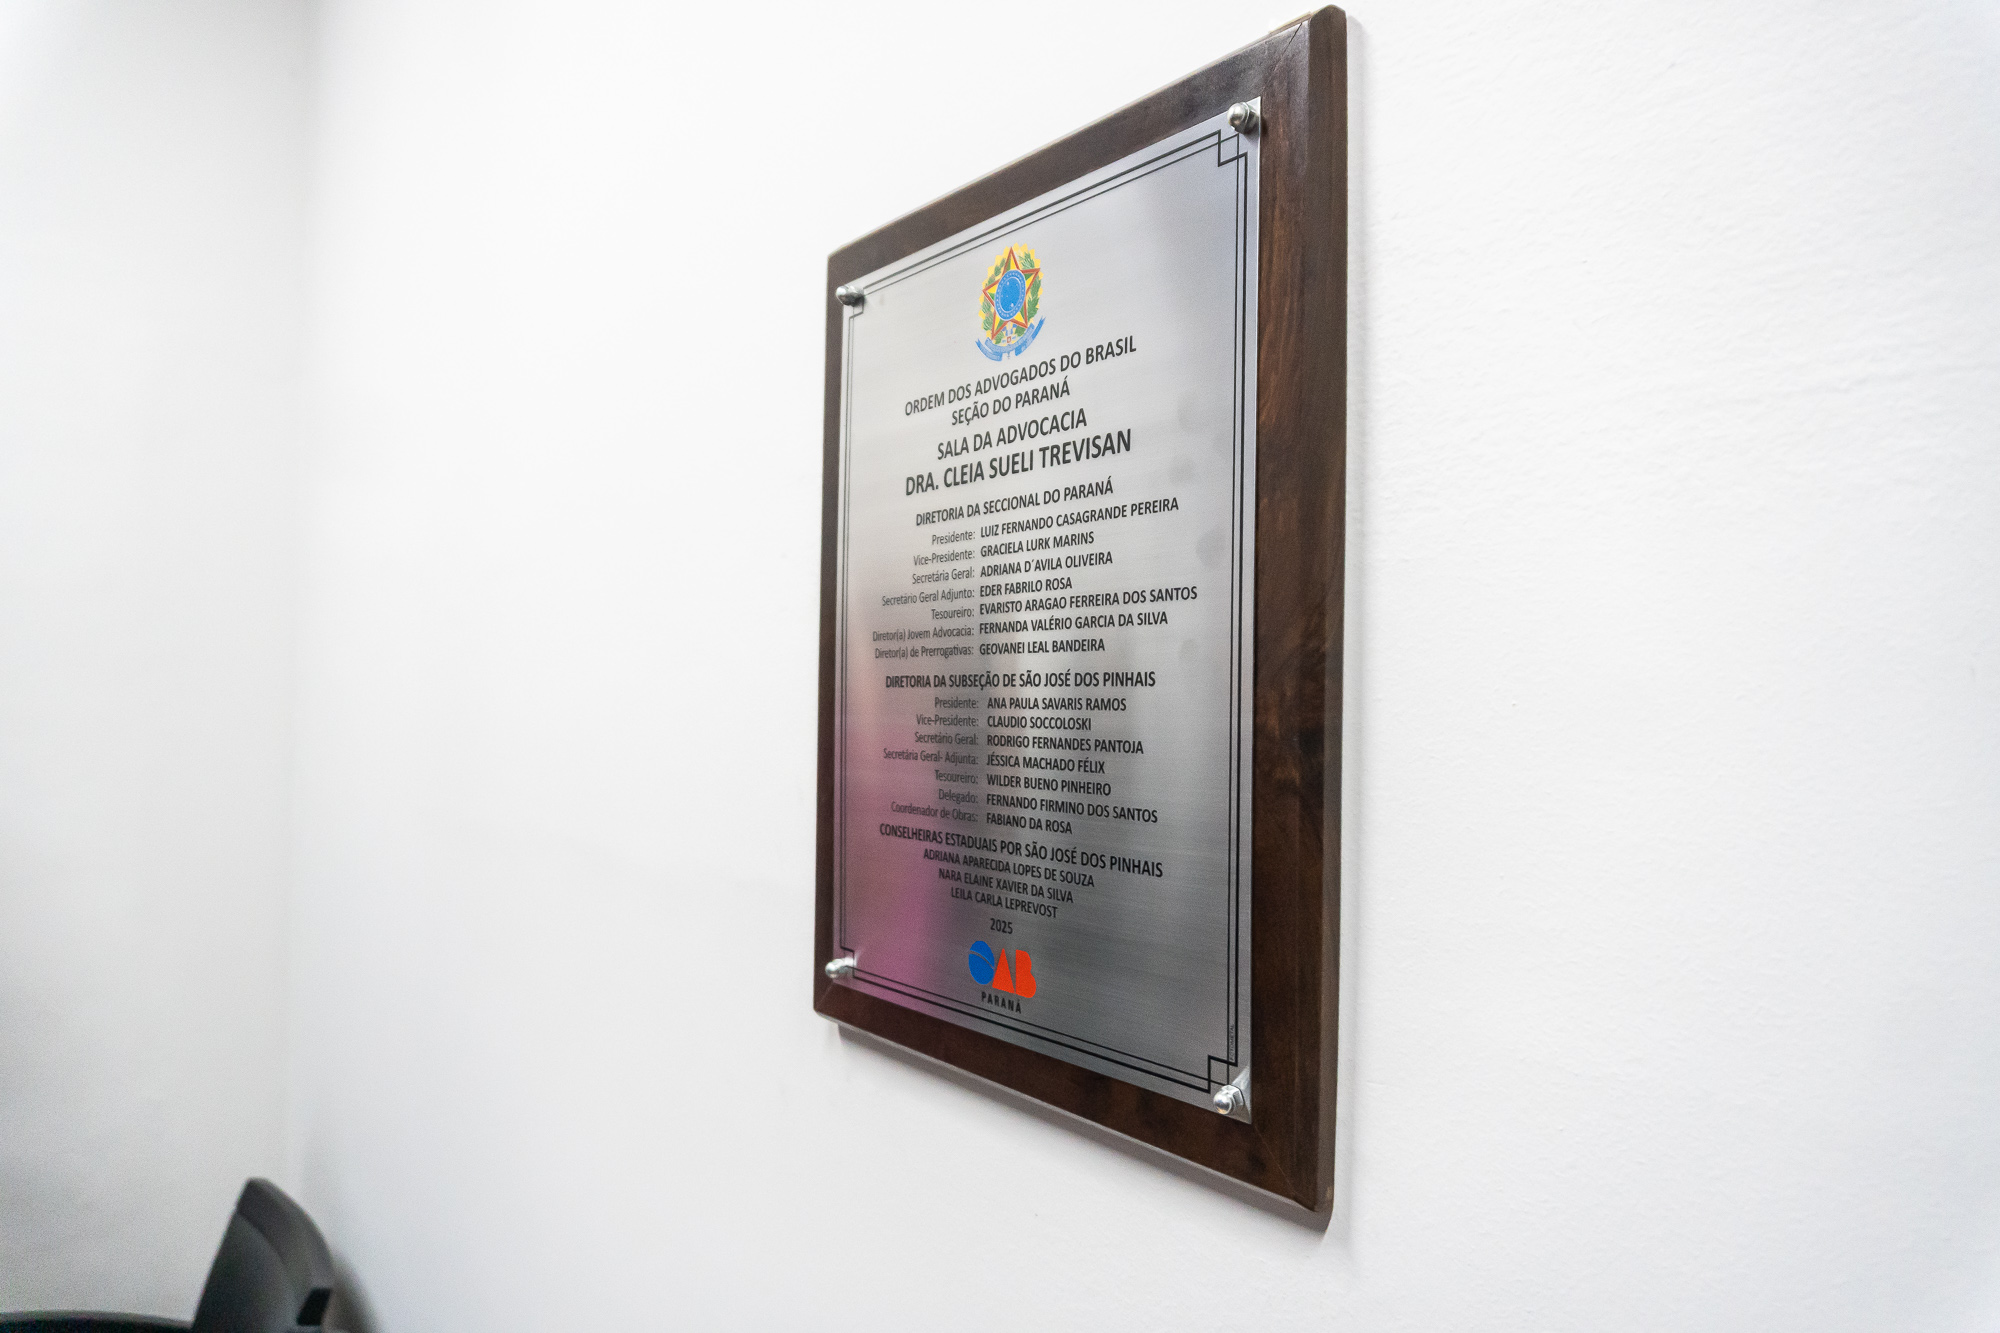 ORDEM DOS ADVOGADOS DO BRASIL
SEÇÃO DO PARANÁ
SALA DA ADVOCACIA
DRA. CLEIA SUELI TREVISAN
DIRETORIA DA SECCIONAL DO PARANÁ
Presidente: LUIZ FERNANDO CASAGRANDE PEREIRA
Vice-Presidente: GRACIELA LURK MARINS
Secretária Geral: ADRIANA D´AVILA OLIVEIRA
Secretário Geral Adjunto: EDER FABRILO ROSA
Tesoureiro: EVARISTO ARAGAO FERREIRA DOS SANTOS
Diretor(a) Jovem Advocacia: FERNANDA VALÉRIO GARCIA DA SILVA
Diretor(a) de Prerrogativas: GEOVANEI LEAL BANDEIRA
DIRETORIA DA SUBSEÇÃO DE SÃO JOSÉ DOS PINHAIS
Presidente: ANA PAULA SAVARIS RAMOS
Vice-Presidente: CLAUDIO SOCCOLOSKI
Secretário Geral: RODRIGO FERNANDES PANTOJA
Secretária Geral- Adjunta: JÉSSICA MACHADO FÉLIX
Tesoureiro: WILDER BUENO PINHEIRO
Delegado: FERNANDO FIRMINO DOS SANTOS
Coordenador de Obras: FABIANO DA ROSA
CONSELHEIRAS ESTADUAIS POR SÃO JOSÉ DOS PINHAIS
ADRIANA APARECIDA LOPES DE SOUZA
NARA ELAINE XAVIER DA SILVA
LEILA CARLA LEPREVOST
2025
OAB
PARANÁ